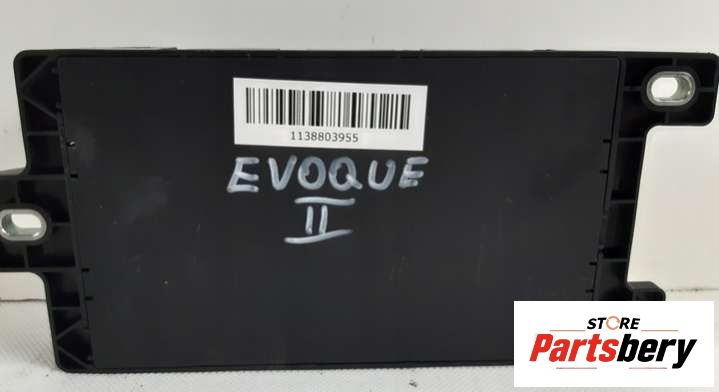 1138803955
EVOQUE
II
STORE
Partsbery